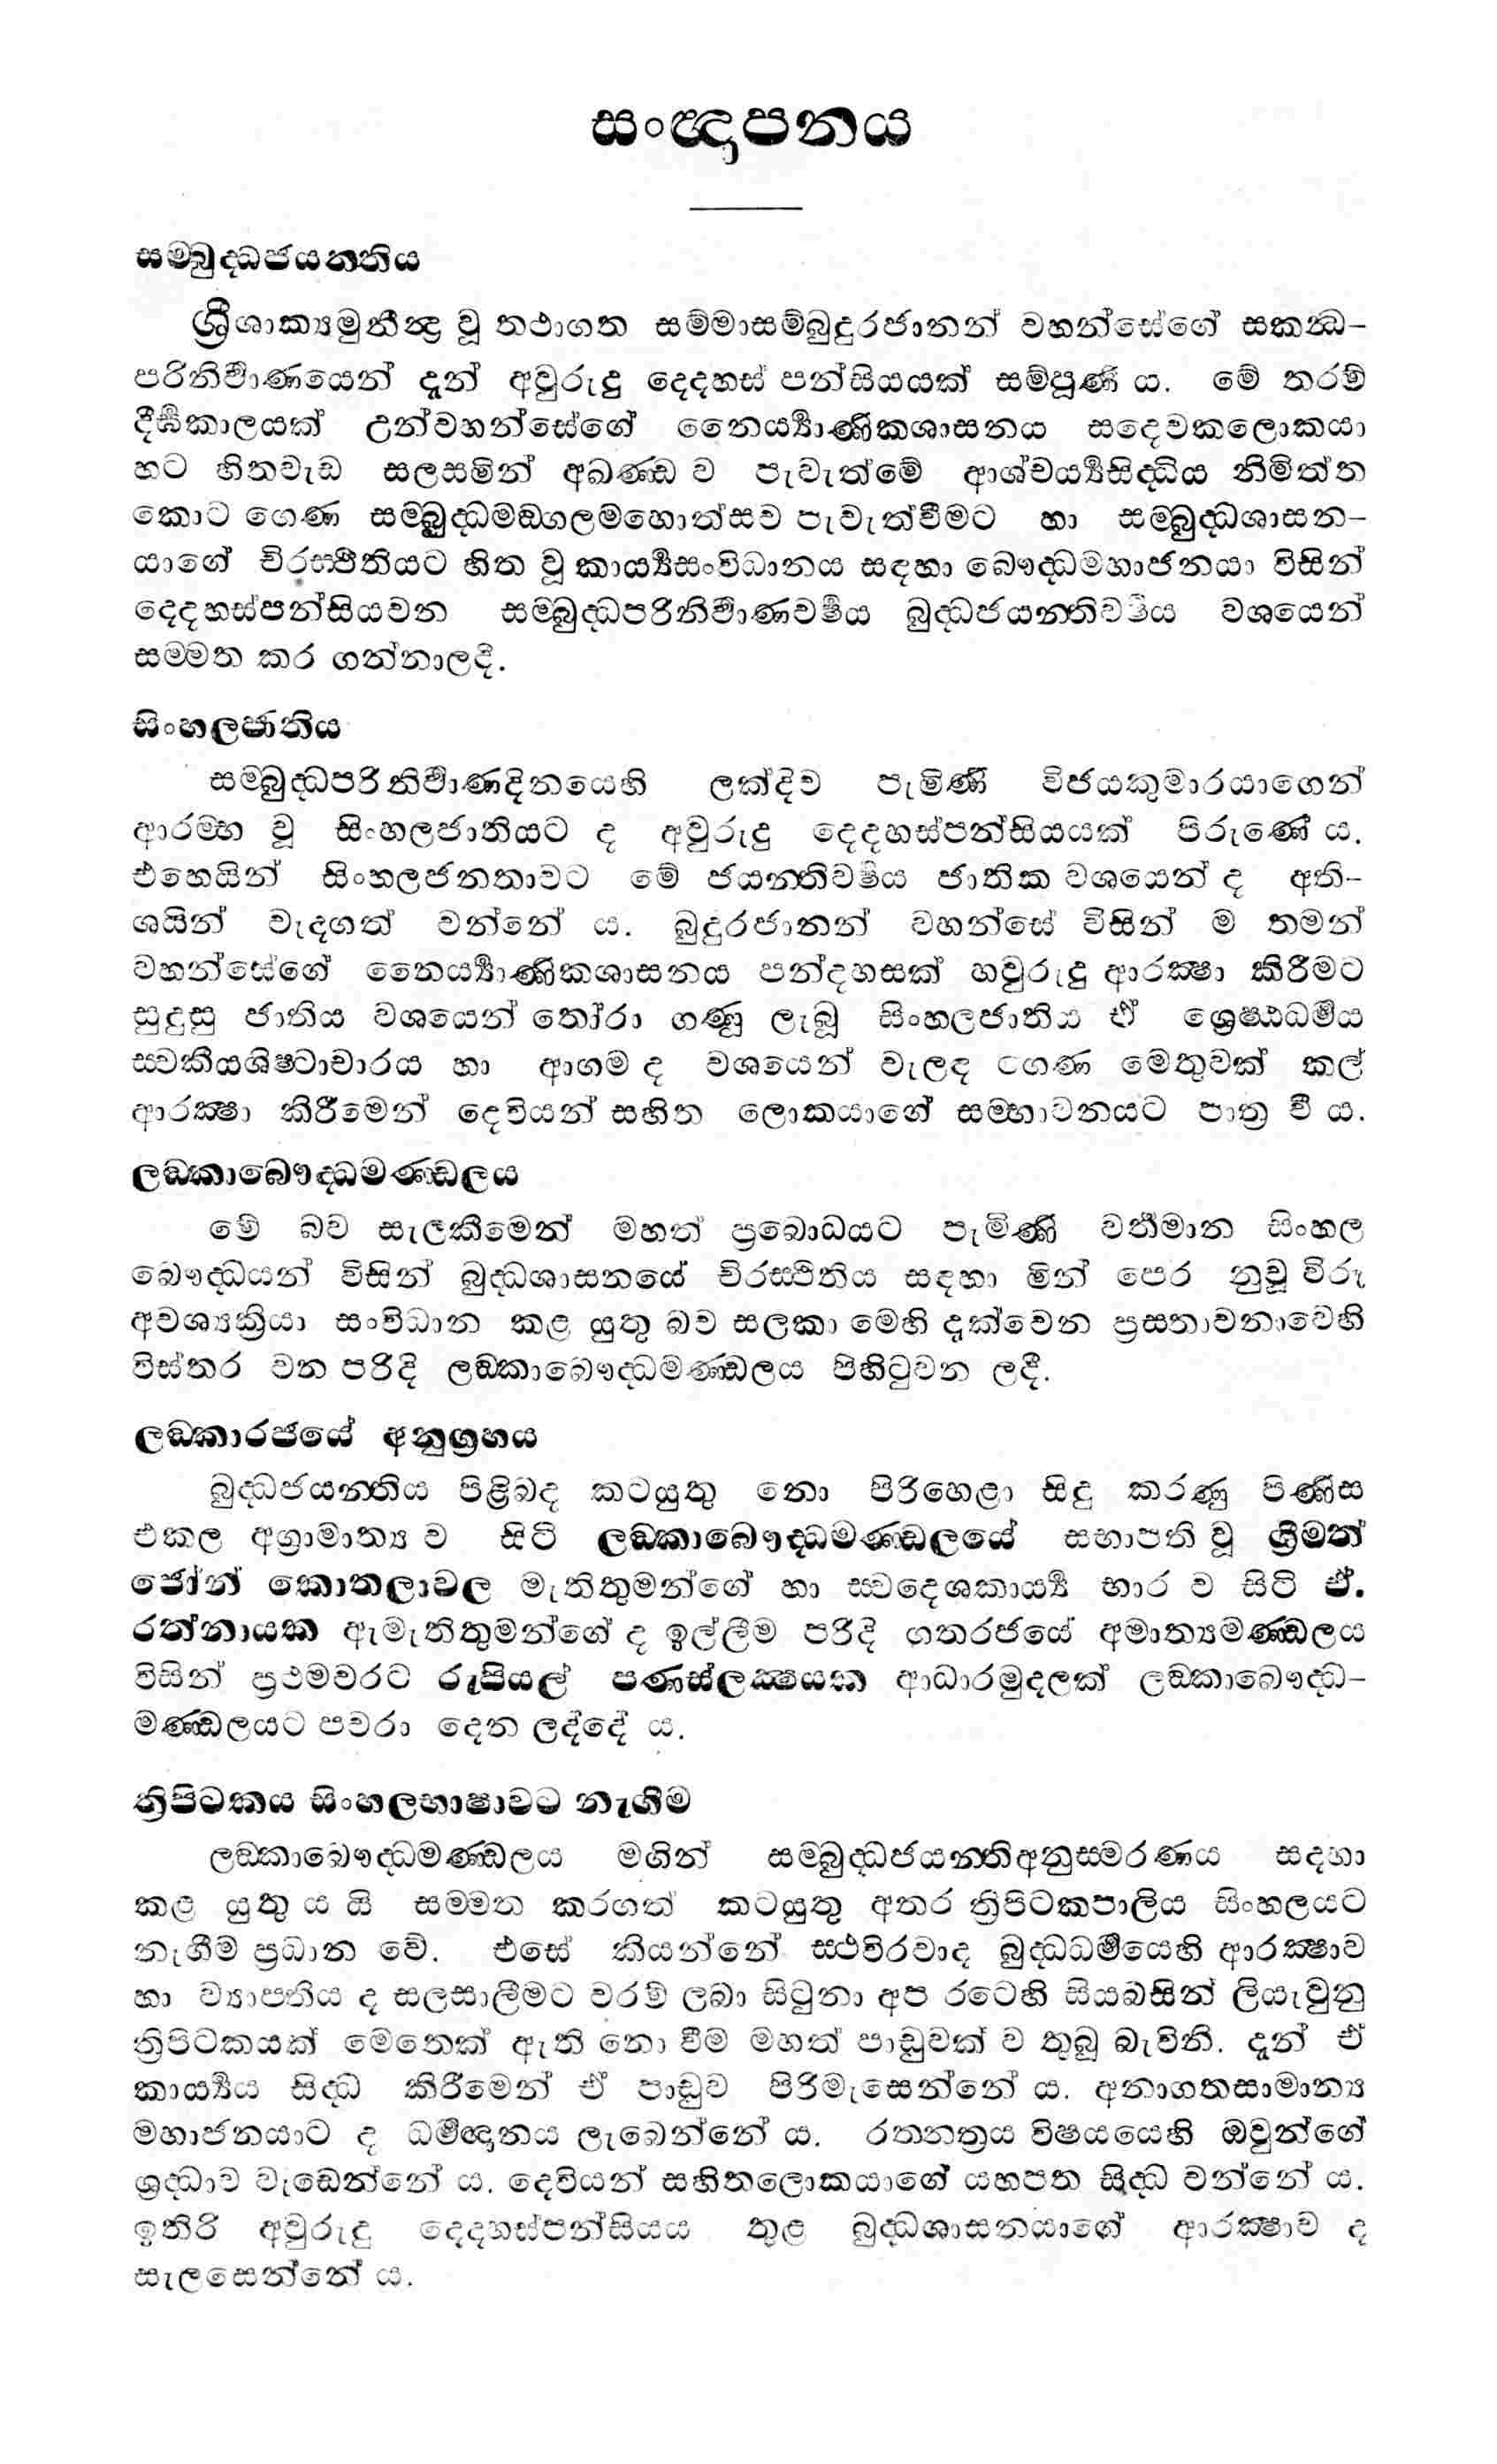 සංඥාපනය
සම්බුද්ධජයන්තිය
ශ්‍රීශාක්‍යමුනීන්‍ද්‍ර වූ තථාගත සම්මාසම්බුදුරජානන් වහන්සේගේ සකන්‍ධ-
පරිනිර්‍වාණයෙන් දැන් අවුරුදු දෙදහස් පන්සියයක් සම්පූර්‍ණ ය. මේ තරම්
දීර්‍ඝකාලයක් උන්වහන්සේගේ නෛර්‍ය්‍යාණිකශාසනය සදෙවකලොකයා
හට හිතවැඩ සලසමින් අඛණ්ඩ ව පැවැත්මේ ආශ්චර්‍ය්‍යසිද්ධිය නිමිත්ත
කොට ගෙණ සම්බුද්ධමඞ්ගලමහොත්සව පැවැත්වීමට හා සම්බුද්ධශාසන-
යාගේ චිරස්ථිතියට හිත වූ කාර්‍ය්‍යසංවිධානය සඳහා බෞද්ධමහාජනයා විසින්
දෙදහස්පන්සියවන සම්බුද්ධපරිනිර්‍වාණවර්‍ෂය බුද්ධජයන්තිවර්‍ෂය වශයෙන්
සම්මත කර ගන්නාලදි.
සිංහලජාතිය
සම්බුද්ධපරිනිර්‍වාණදිනයෙහි ලක්දිව පැමිණි විජයකුමාරයාගෙන්
ආරම්භ වූ සිංහලජාතියට ද අවුරුදු දෙදහස්පන්සියයක් පිරුණේ ය.
එහෙයින් සිංහලජනතාවට මේ ජයන්තිවර්‍ෂය ජාතික වශයෙන් ද අති-
ශයින් වැදගත් වන්නේ ය. බුදුරජානන් වහන්සේ විසින් ම තමන්
වහන්සේගේ නෛර්‍ය්‍යාණිකශාසනය පන්දහසක් හවුරුදු ආරක්‍ෂා කිරීමට
සුදුසු ජාතිය වශයෙන් තෝරා ගණු ලැබූ සිංහලජාතිය ඒ ශ්‍රෙෂ්ඨධර්‍මය
ස්වකීයශිෂ්ටාචාරය හා ආගම ද වශයෙන් වැලඳ ගෙණ මෙතුවක් කල්
ආරක්‍ෂා කිරීමෙන් දෙවියන් සහිත ලොකයාගේ සම්භාවනයට පාත්‍ර වී ය.
ලඞ්කාබෞද්ධමණ්ඩලය
මේ බව සැලකීමෙන් මහත් ප්‍රබොධයට පැමිණි වර්‍තමාන සිංහල
බෞද්ධයන් විසින් බුද්ධශාසනයේ චිරස්ථිතිය සඳහා මින් පෙර නුවූ විරූ
අවශ්‍යක්‍රියා සංවිධාන කළ යුතු බව සලකා මෙහි දැක්වෙන ප්‍රස්තාවනාවෙහි
විස්තර වන පරිදි ලඞ්කාබෞද්ධමණ්ඩලය පිහිටුවන ලදී.
ලඞ්කාරජයේ අනුග්‍රහය
බුද්ධජයන්තිය පිළිබඳ කටයුතු නො පිරිහෙළා සිදු කරණු පිණිස
එකල අග්‍රාමාත්‍ය ව සිටි ලඞ්කාබෞද්ධමණ්ඩලයේ සභාපති වූ ශ්‍රීමත්
ජෝන් කොතලාවල මැතිතුමන්ගේ හා ස්වදෙශකාර්‍ය්‍ය භාර ව සිටි ඒ.
රත්නායක ඇමැතිතුමන්ගේ ද ඉල්ලීම පරිදි ගතරජයේ අමාත්‍යමණ්ඩලය
විසින් ප්‍රථමවරට රුපියල් පණස්ලක්‍ෂයක ආධාරමුදලක් ලඞ්කාබෞද්ධ-
මණ්ඩලයට පවරා දෙන ලද්දේ ය.
ත්‍රිපිටකය සිංහලභාෂාවට නැගීම
ලඞ්කාබෞද්ධමණ්ඩලය මගින් සම්බුද්ධජයන්තිඅනුස්මරණය සඳහා
කළ යුතු ය යි සම්මත කරගත් කටයුතු අතර ත්‍රිපිටකපාලිය සිංහලයට
නැගීම ප්‍රධාන වේ. එසේ කියන්නේ ස්ථවිරවාද බුද්ධධර්‍මයෙහි ආරක්‍ෂාව
හා ව්‍යාප්තිය ද සලසාලීමට වරම් ලබා සිටුනා අප රටෙහි සියබසින් ලියැවුනු
ත්‍රිපිටකයක් මෙතෙක් ඇති නො වීම මහත් පාඩුවක් ව තුබූ බැවිනි. දැන් ඒ
කාර්‍ය්‍යය සිද්ධ කිරීමෙන් ඒ පාඩුව පිරිමැසෙන්නේ ය. අනාගතසාමාන්‍ය
මහාජනයාට ද ධර්‍මඥානය ලැබෙන්නේ ය. රත්නත්‍රය විෂයයෙහි ඔවුන්ගේ
ශ්‍රද්ධාව වැඩෙන්නේ ය. දෙවියන් සහිතලොකයාගේ යහපත සිද්ධ වන්නේ ය.
ඉතිරි අවුරුදු දෙදහස්පන්සියය තුළ බුද්ධශාසනයාගේ ආරක්‍ෂාව ද
සැලසෙන්නේ ය.